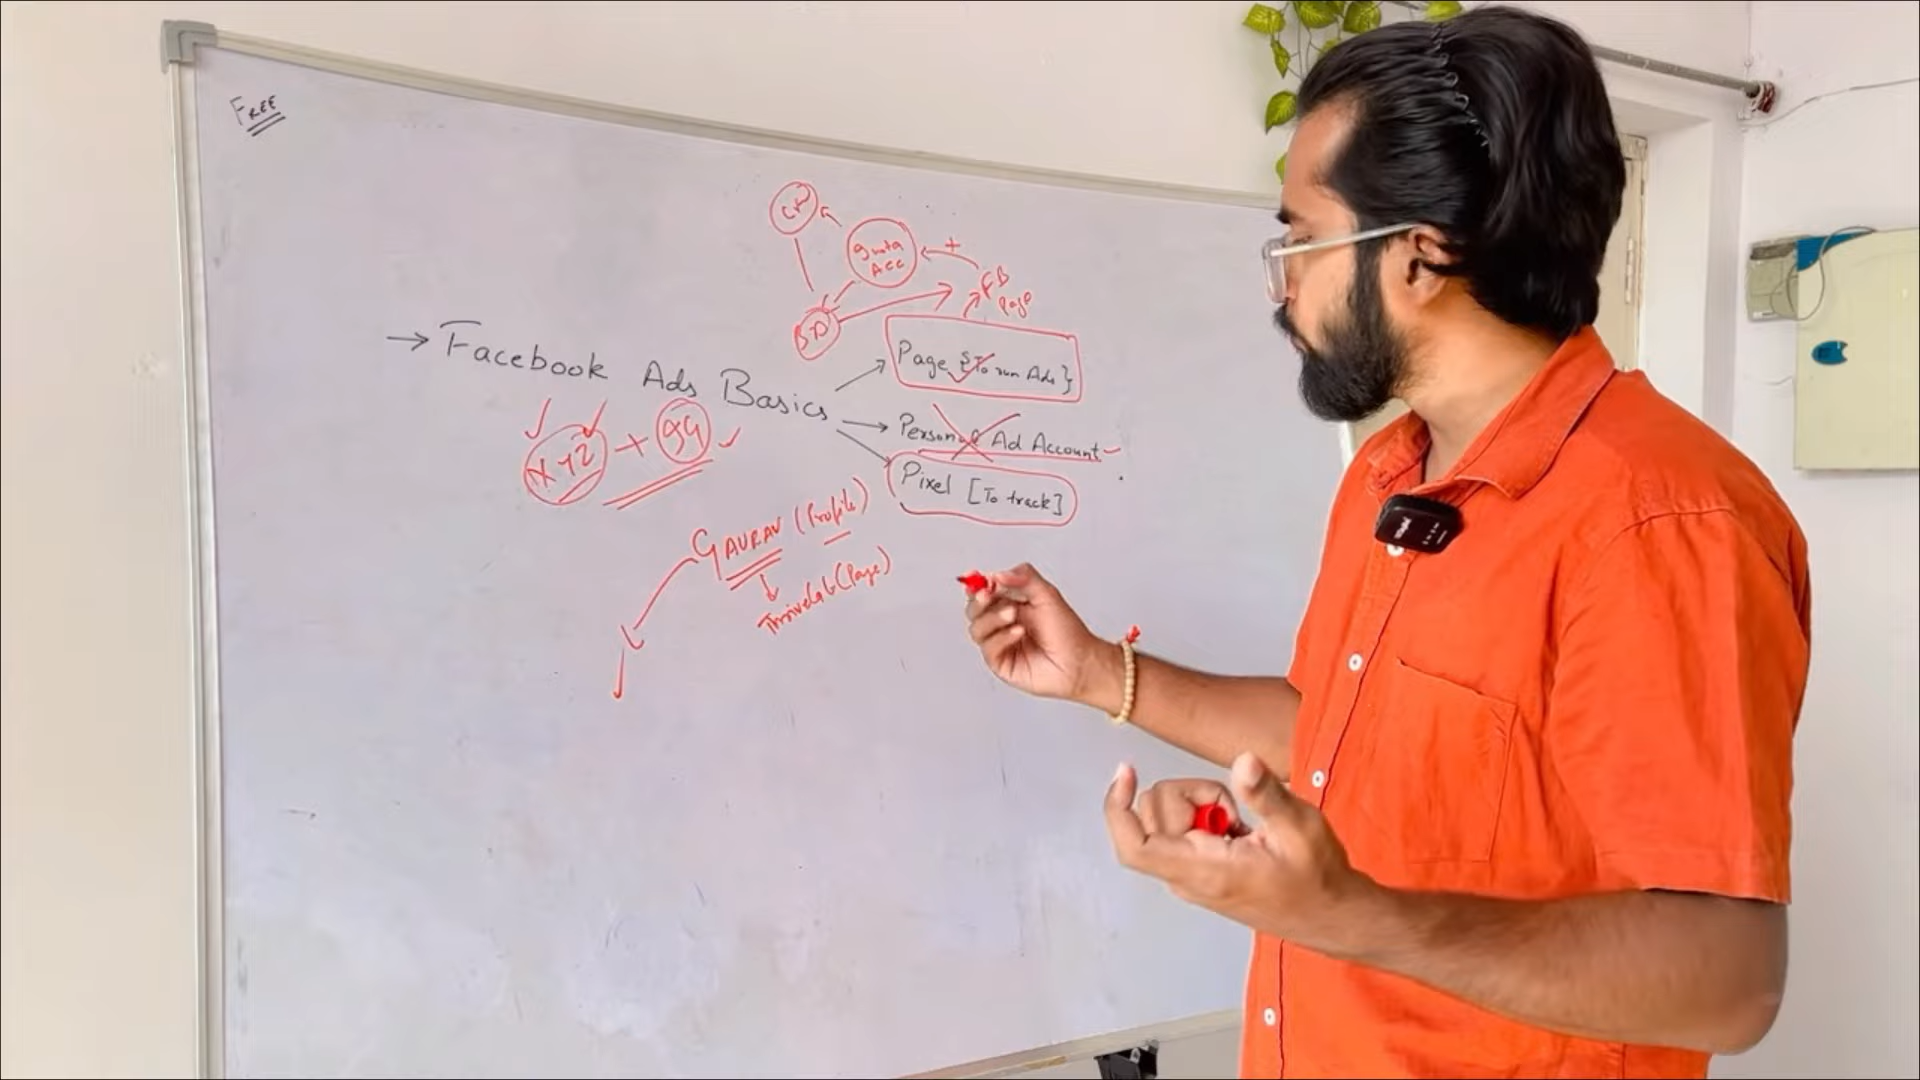 FREE
Insta
Acc
+
FB
Page
→ Facebook Ads Basics
Page {To run Ads}
Personal Ad Account
Pixel [To track]
XYZ + 99
GAURAV (Profile)
ThriveLab (Page)